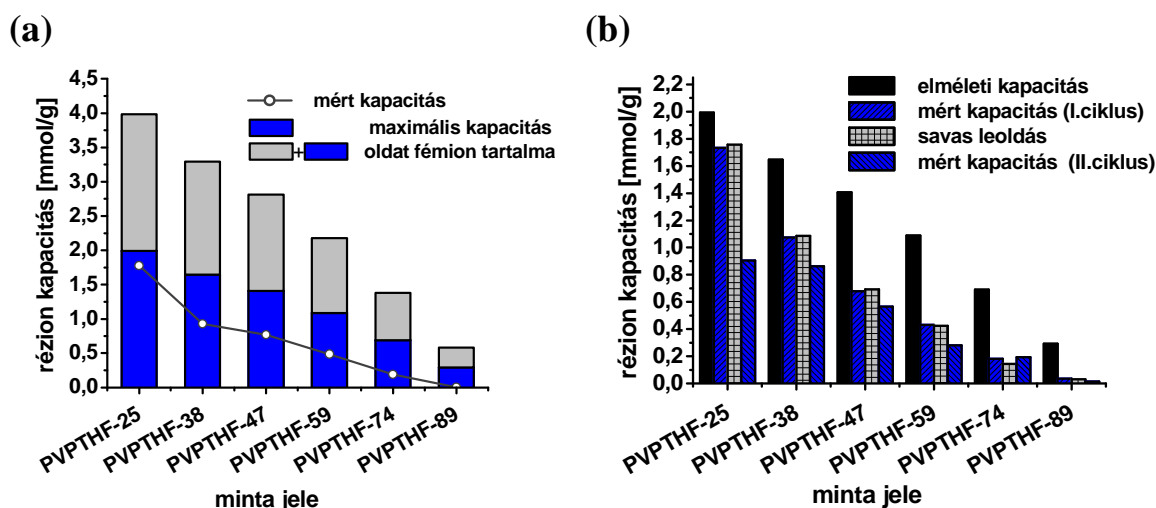 (a)
rézion kapacitás [mmol/g]
4,5
4,0
3,5
3,0
2,5
2,0
1,5
1,0
0,5
0,0
mért kapacitás
maximális kapacitás
+ oldat fémion tartalma
PVPTHF-25
PVPTHF-38
PVPTHF-47
PVPTHF-59
PVPTHF-74
PVPTHF-89
minta jele
(b)
rézion kapacitás [mmol/g]
2,2
2,0
1,8
1,6
1,4
1,2
1,0
0,8
0,6
0,4
0,2
0,0
elméleti kapacitás
mért kapacitás (I.ciklus)
savas leoldás
mért kapacitás (II.ciklus)
PVPTHF-25
PVPTHF-38
PVPTHF-47
PVPTHF-59
PVPTHF-74
PVPTHF-89
minta jele